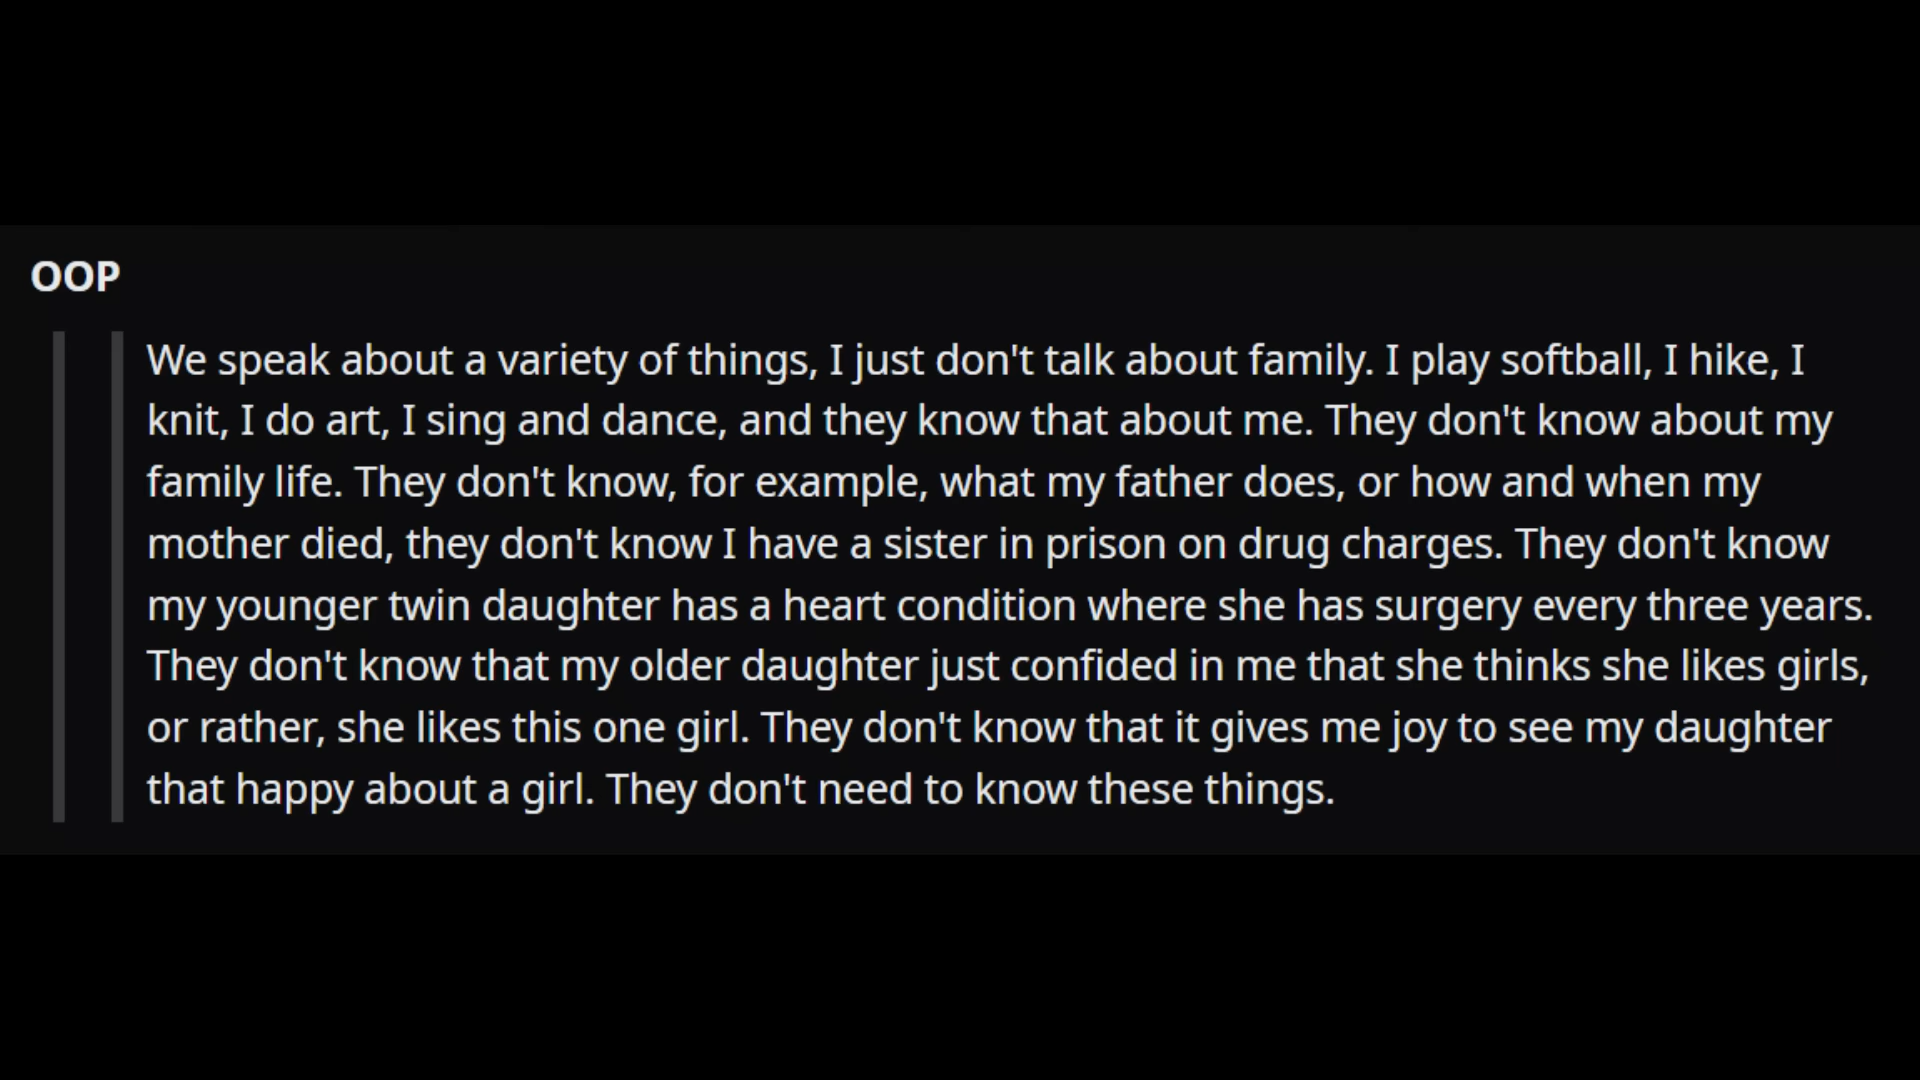 OOP
We speak about a variety of things, I just don't talk about family. I play softball, I hike, I
knit, I do art, I sing and dance, and they know that about me. They don't know about my
family life. They don't know, for example, what my father does, or how and when my
mother died, they don't know I have a sister in prison on drug charges. They don't know
my younger twin daughter has a heart condition where she has surgery every three years.
They don't know that my older daughter just confided in me that she thinks she likes girls,
or rather, she likes this one girl. They don't know that it gives me joy to see my daughter
that happy about a girl. They don't need to know these things.